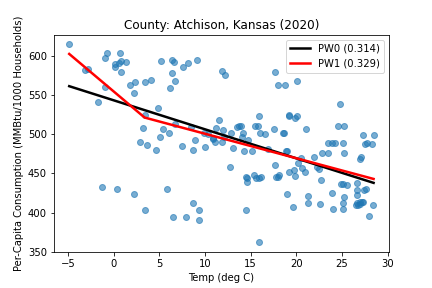 County: Atchison, Kansas (2020)
Per-Capita Consumption (MMBtu/1000 Households)
600
550
500
450
400
350
PW0 (0.314)
PW1 (0.329)
−5 0 5 10 15 20 25 30
Temp (deg C)